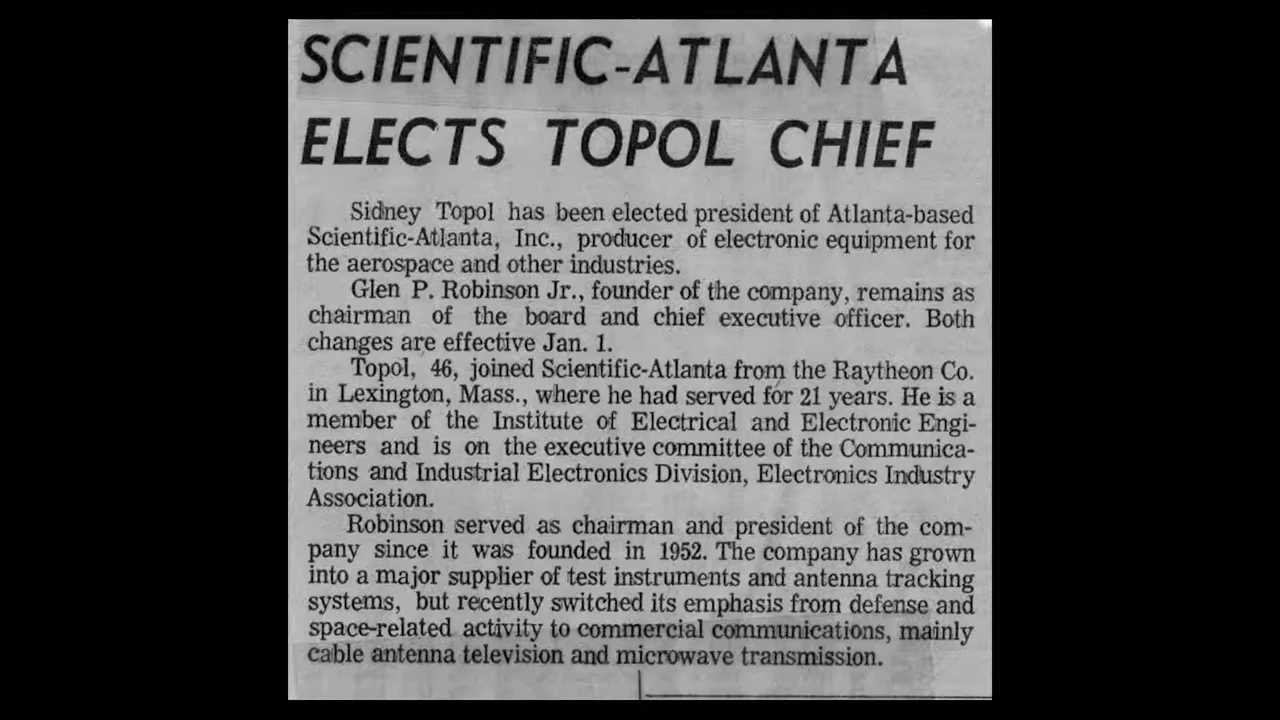 SCIENTIFIC-ATLANTA
ELECTS TOPOL CHIEF
Sidney Topol has been elected president of Atlanta-based
Scientific-Atlanta, Inc., producer of electronic equipment for
the aerospace and other industries.
Glen P. Robinson Jr., founder of the company, remains as
chairman of the board and chief executive officer. Both
changes are effective Jan. 1.
Topol, 46, joined Scientific-Atlanta from the Raytheon Co.
in Lexington, Mass., where he had served for 21 years. He is a
member of the Institute of Electrical and Electronic Engi-
neers and is on the executive committee of the Communica-
tions and Industrial Electronics Division, Electronics Industry
Association.
Robinson served as chairman and president of the com-
pany since it was founded in 1952. The company has grown
into a major supplier of test instruments and antenna tracking
systems, but recently switched its emphasis from defense and
space-related activity to commercial communications, mainly
cable antenna television and microwave transmission.